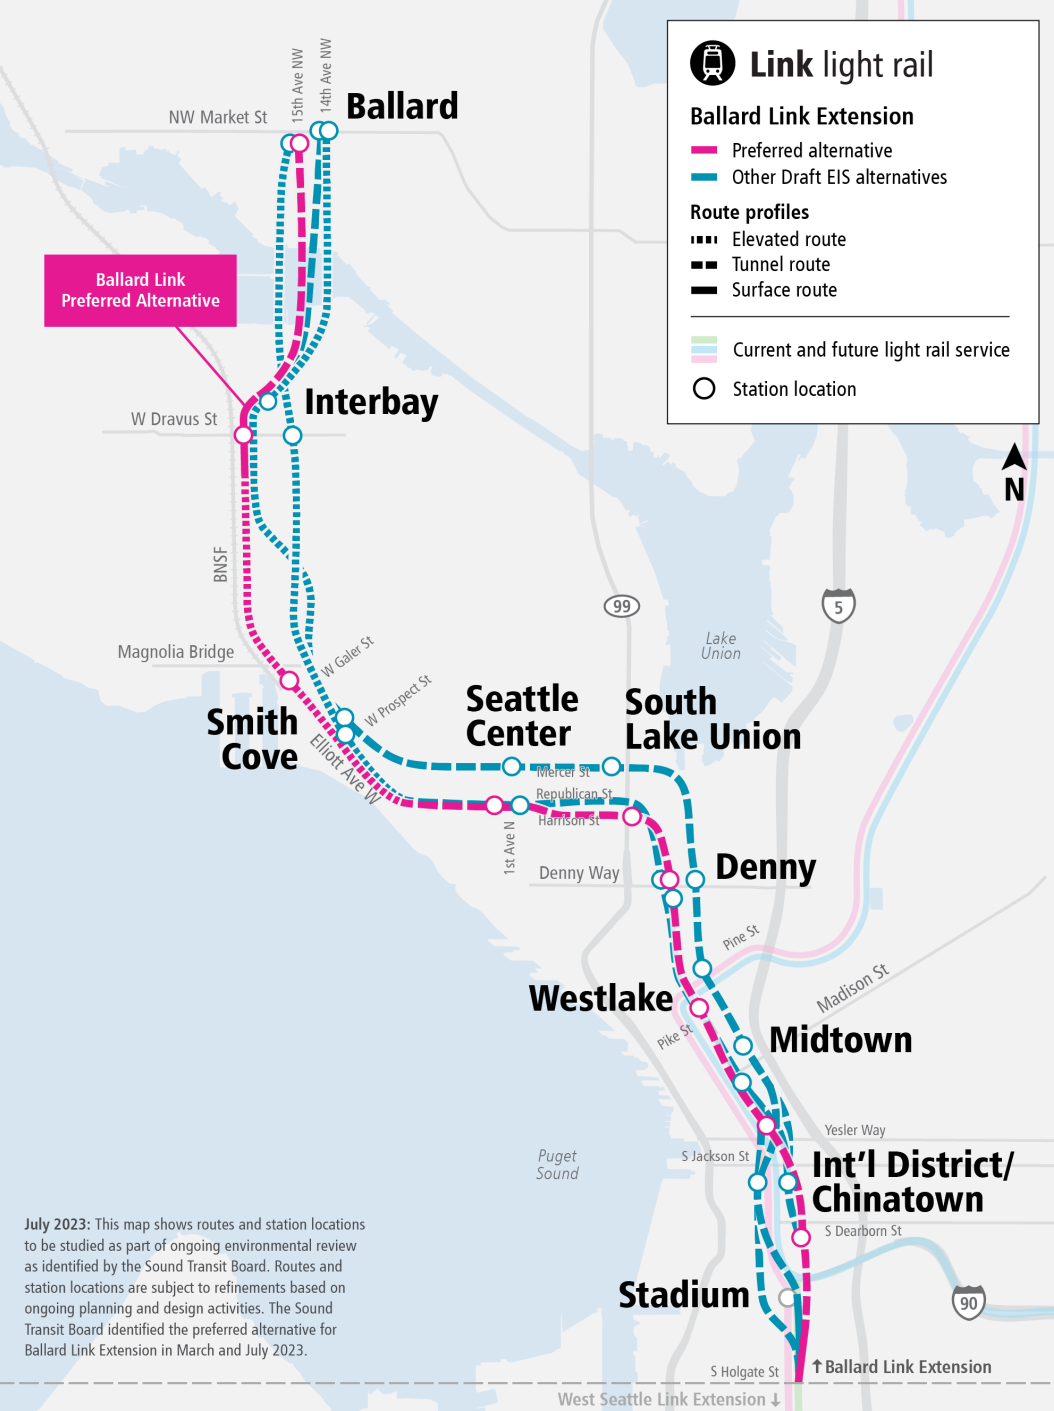 15th Ave NW
14th Ave NW
NW Market St
Ballard
Link light rail
Ballard Link Extension
Preferred alternative
Other Draft EIS alternatives
Route profiles
Elevated route
Tunnel route
Surface route
Current and future light rail service
Station location
Ballard Link
Preferred Alternative
Interbay
W Dravus St
N
BNSF
99
5
Lake
Union
Magnolia Bridge
W Galer St
W Prospect St
Smith
Cove
Elliott Ave W
Seattle
Center
South
Lake Union
Mercer St
Republican St
Harrison St
1st Ave N
Denny Way
Denny
Pine St
Westlake
Madison St
Pike St
Midtown
Yesler Way
Puget
Sound
S Jackson St
Int'l District/
Chinatown
S Dearborn St
July 2023: This map shows routes and station locations
to be studied as part of ongoing environmental review
as identified by the Sound Transit Board. Routes and
station locations are subject to refinements based on
ongoing planning and design activities. The Sound
Transit Board identified the preferred alternative for
Ballard Link Extension in March and July 2023.
Stadium
90
S Holgate St
↑Ballard Link Extension
West Seattle Link Extension ↓